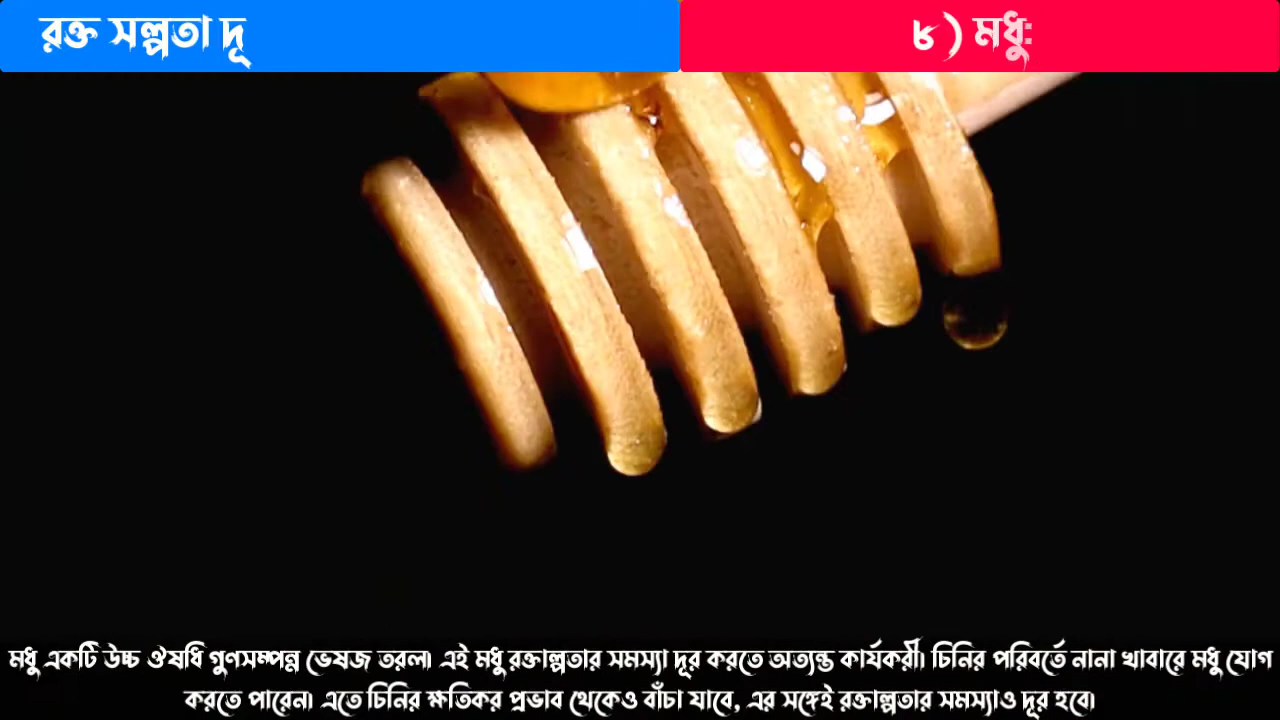 রক্ত সল্পতা দূ
৮) মধু:
মধু একটি উচ্চ ঔষধি গুণসম্পন্ন ভেষজ তরল। এই মধু রক্তাল্পতার সমস্যা দূর করতে অত্যন্ত কার্যকরী। চিনির পরিবর্তে নানা খাবারে মধু যোগ
করতে পারেন। এতে চিনির ক্ষতিকর প্রভাব থেকেও বাঁচা যাবে, এর সঙ্গেই রক্তাল্পতার সমস্যাও দূর হবে।